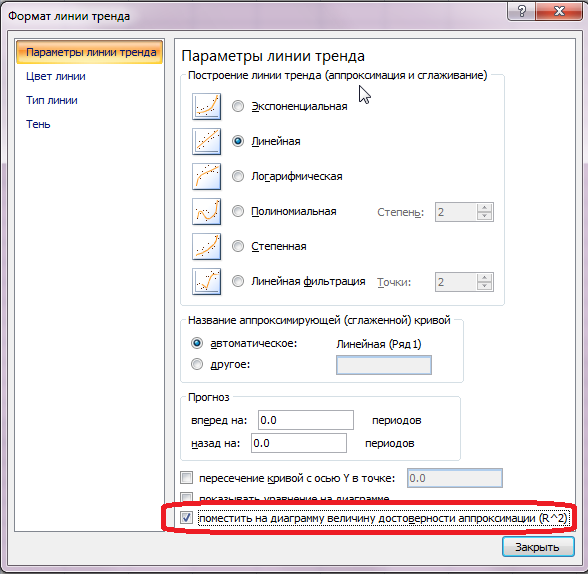 Формат линии тренда
Параметры линии тренда
Цвет линии
Тип линии
Тень
Параметры линии тренда
Построение линии тренда (аппроксимация и сглаживание)
Экспоненциальная
Линейная
Логарифмическая
Полиномиальная Степень: 2
Степенная
Линейная фильтрация Точки: 2
Название аппроксимирующей (сглаженной) кривой
автоматическое: Линейная (Ряд1)
другое:
Прогноз
вперед на: 0.0 периодов
назад на: 0.0 периодов
пересечение кривой с осью Y в точке: 0.0
показывать уравнение на диаграмме
поместить на диаграмму величину достоверности аппроксимации (R^2)
Закрыть